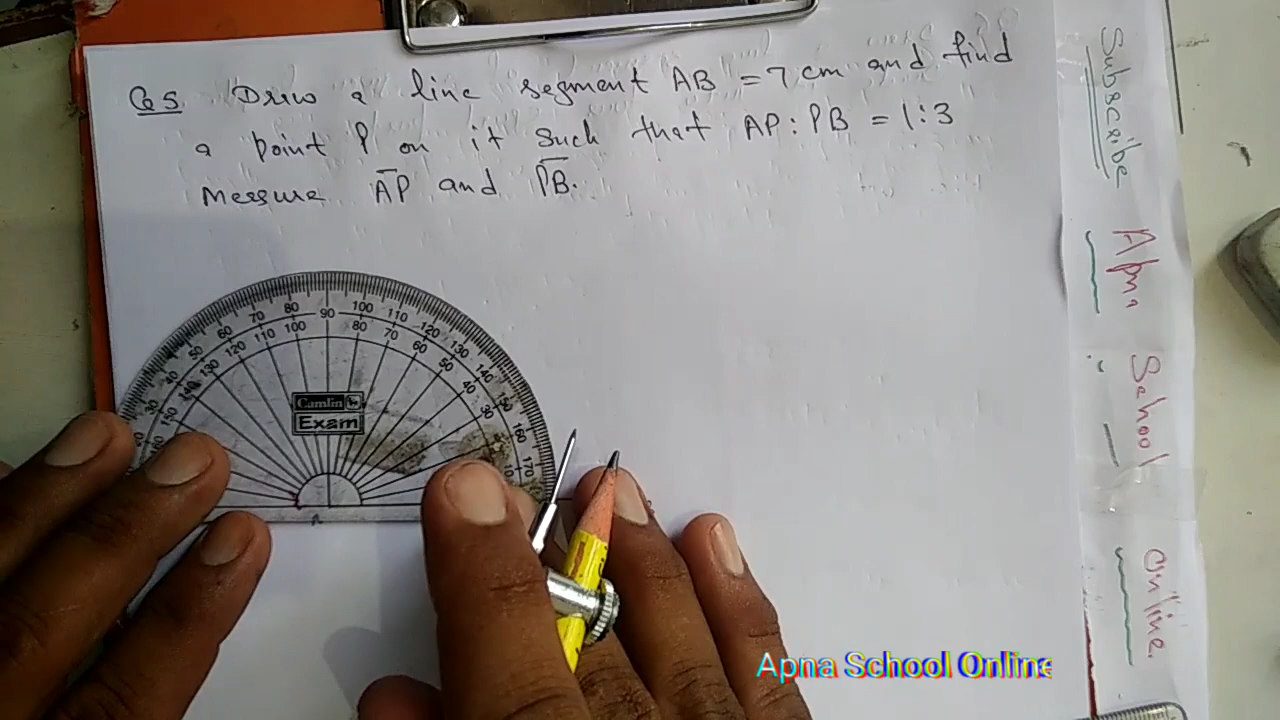 Q5 Draw a line segment AB = 7 cm and find
a point P on it such that AP : PB = 1:3
Measure AP and PB.
Subscribe Apna School Online.
Camlin
Exam
Apna School Online